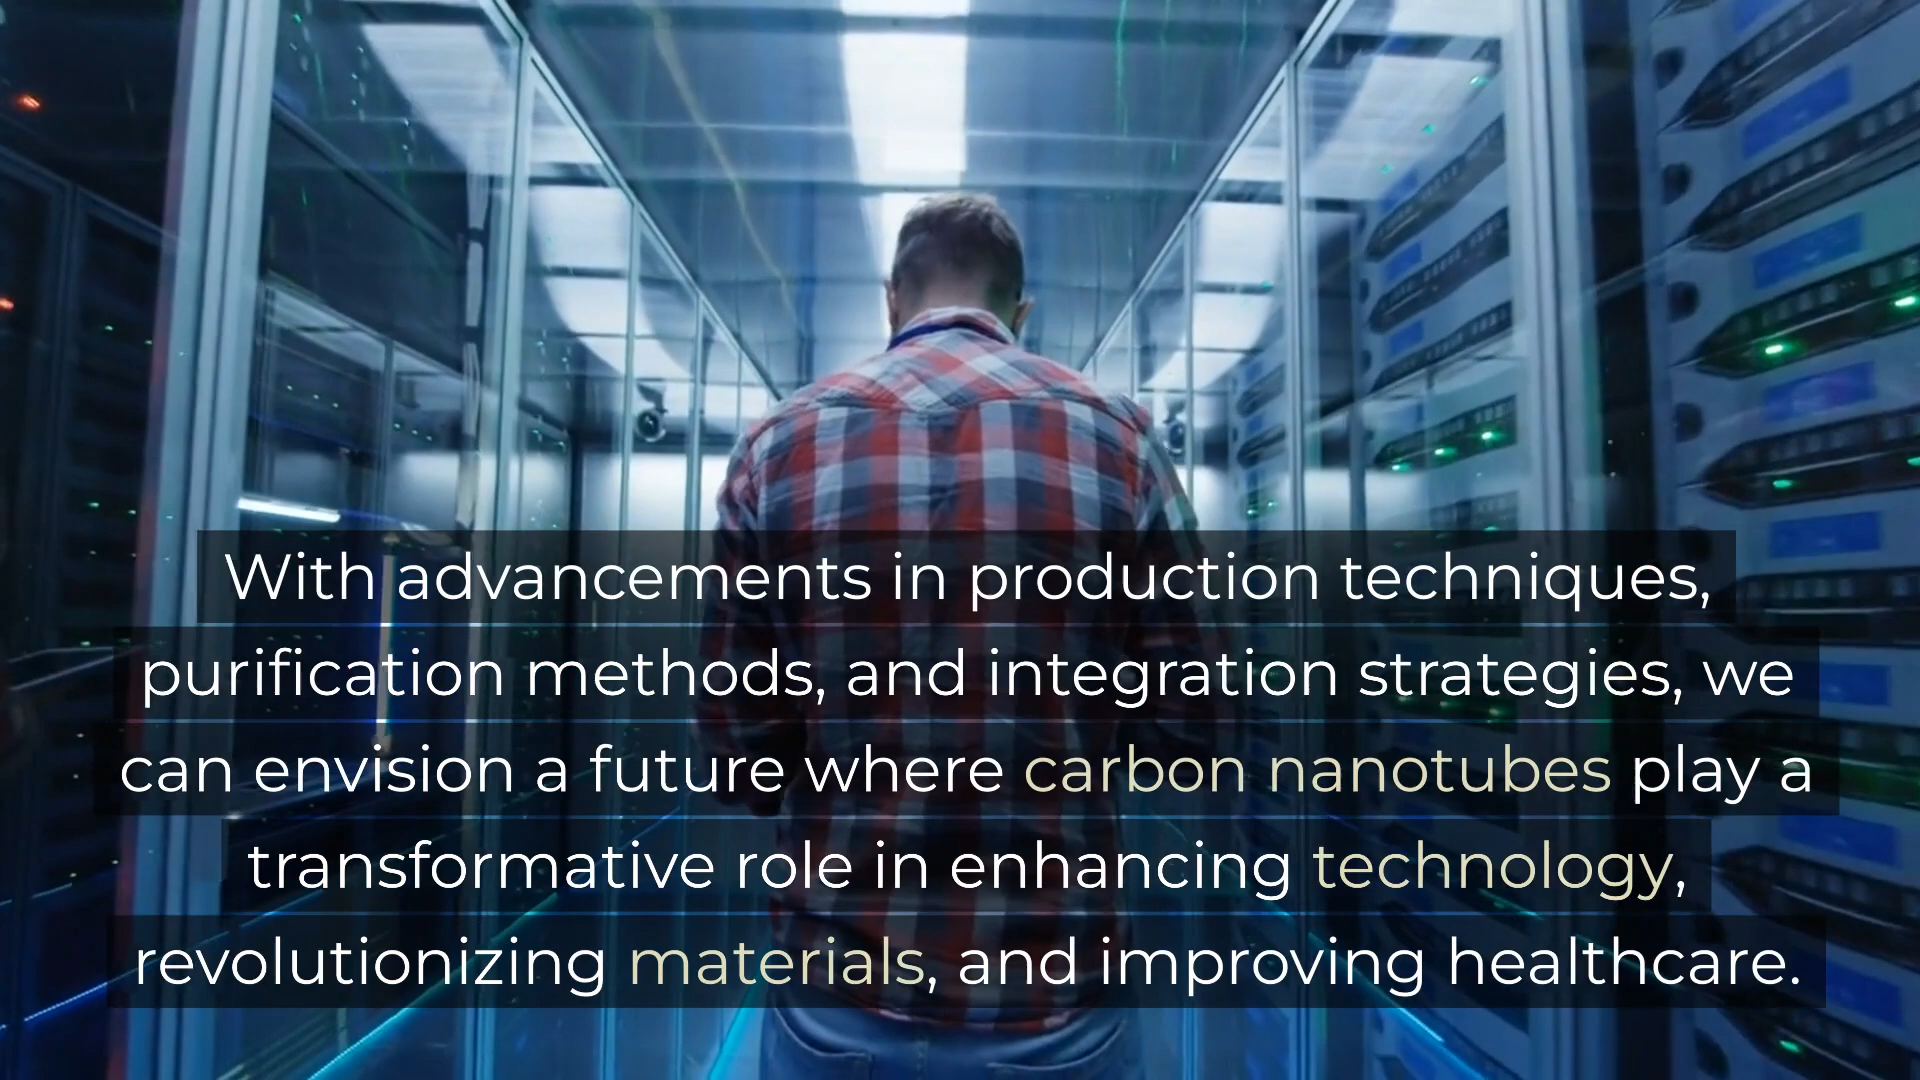 With advancements in production techniques,
purification methods, and integration strategies, we
can envision a future where carbon nanotubes play a
transformative role in enhancing technology,
revolutionizing materials, and improving healthcare.